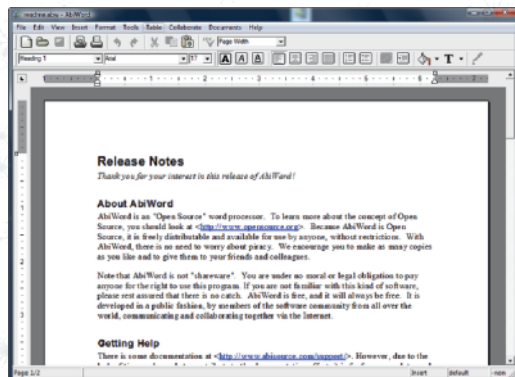 readme.abw - AbiWord
File Edit View Insert Format Tools Table Collaborate Documents Help
Page Width
Heading 1 Arial 17
Release Notes
Thank you for your interest in this release of AbiWord!
About AbiWord
AbiWord is an "Open Source" word processor. To learn more about the concept of Open
Source, you should look at <http://www.opensource.org>. Because AbiWord is Open
Source, it is freely distributable and available for use by anyone, without restrictions. With
AbiWord, there is no need to worry about piracy. We encourage you to make as many copies
as you like and to give them to your friends and colleagues.
Note that AbiWord is not "shareware". You are under no moral or legal obligation to pay
anyone for the right to use this program. If you are not familiar with this kind of software,
please rest assured that there is no catch. AbiWord is free, and it will always be free. It is
developed in a public fashion, by members of the software community from all over the
world, communicating and collaborating together via the Internet.
Getting Help
There is some documentation at <http://www.abisource.com/support/>. However, due to the
Page 1/2 Insert default